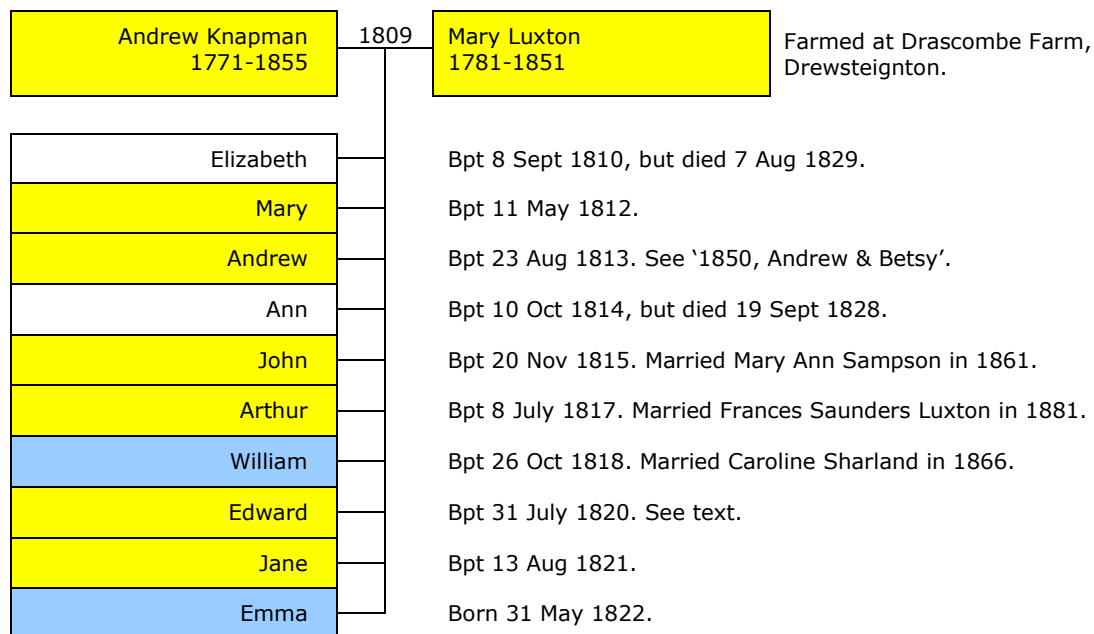 Andrew Knapman
1771-1855
1809
Mary Luxton
1781-1851
Farmed at Drascombe Farm,
Drewsteignton.
Elizabeth
Bpt 8 Sept 1810, but died 7 Aug 1829.
Mary
Bpt 11 May 1812.
Andrew
Bpt 23 Aug 1813. See ‘1850, Andrew & Betsy’.
Ann
Bpt 10 Oct 1814, but died 19 Sept 1828.
John
Bpt 20 Nov 1815. Married Mary Ann Sampson in 1861.
Arthur
Bpt 8 July 1817. Married Frances Saunders Luxton in 1881.
William
Bpt 26 Oct 1818. Married Caroline Sharland in 1866.
Edward
Bpt 31 July 1820. See text.
Jane
Bpt 13 Aug 1821.
Emma
Born 31 May 1822.